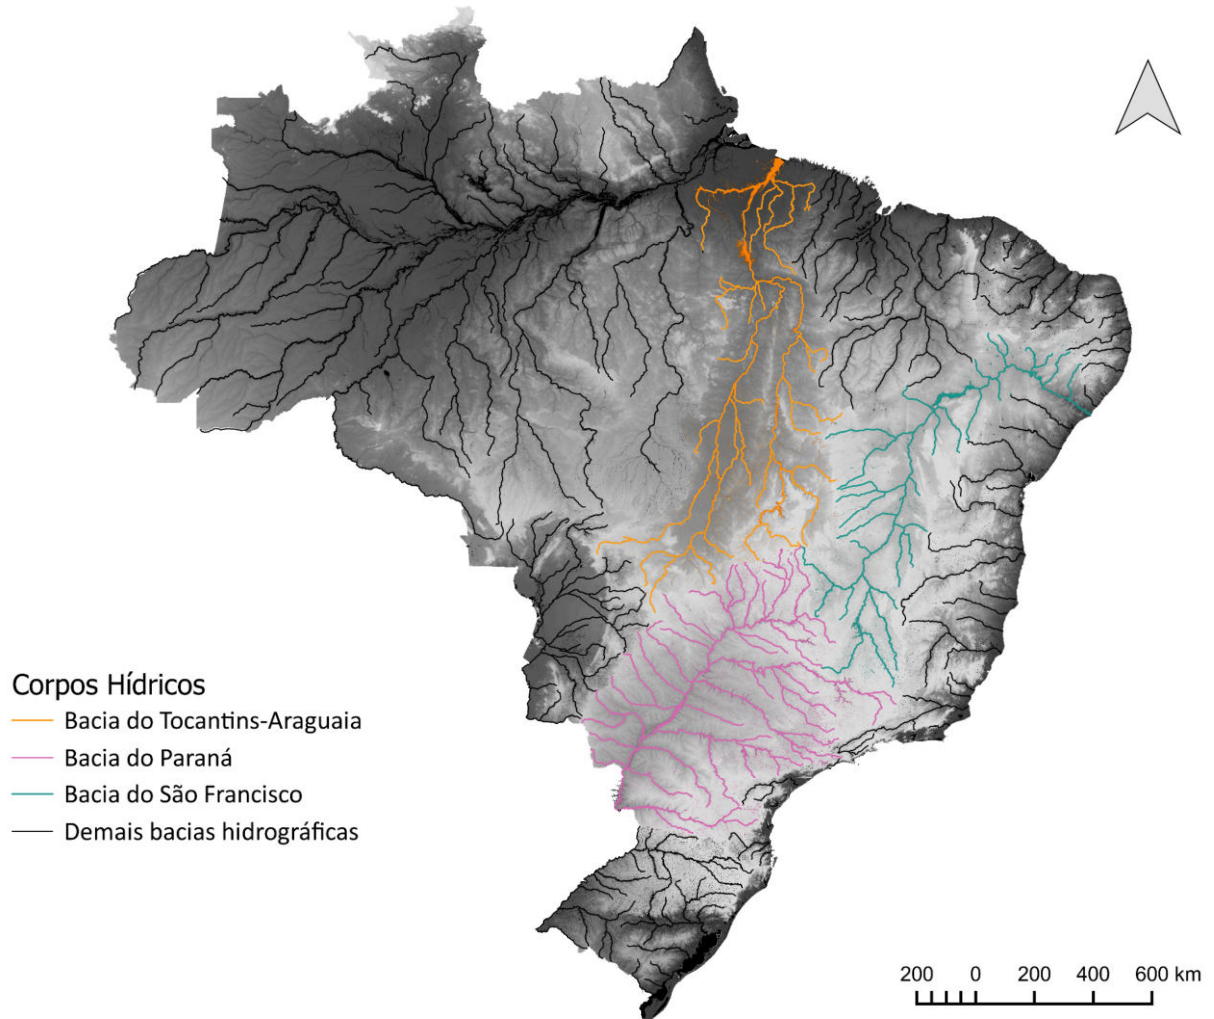 Corpos Hídricos
Bacia do Tocantins-Araguaia
Bacia do Paraná
Bacia do São Francisco
Demais bacias hidrográficas
200 0 200 400 600 km